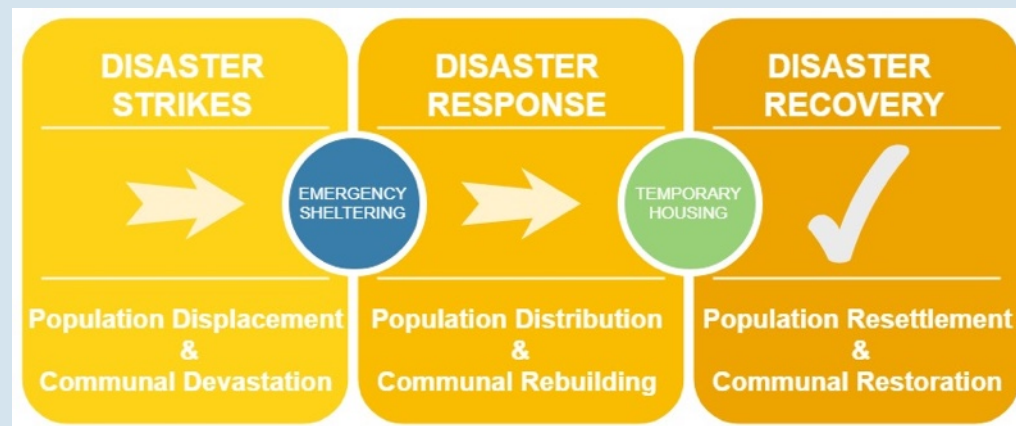 DISASTER
STRIKES
EMERGENCY
SHELTERING
Population Displacement
&
Communal Devastation
DISASTER
RESPONSE
TEMPORARY
HOUSING
Population Distribution
&
Communal Rebuilding
DISASTER
RECOVERY
Population Resettlement
&
Communal Restoration